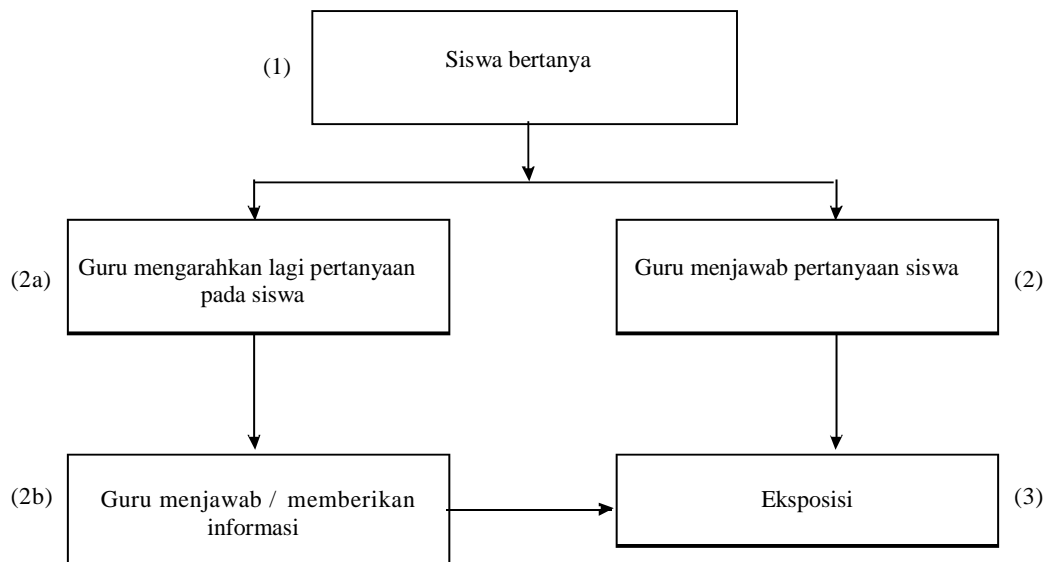 (1)
Siswa bertanya
(2a)
Guru mengarahkan lagi pertanyaan
pada siswa
Guru menjawab pertanyaan siswa
(2)
(2b)
Guru menjawab / memberikan
informasi
Eksposisi
(3)